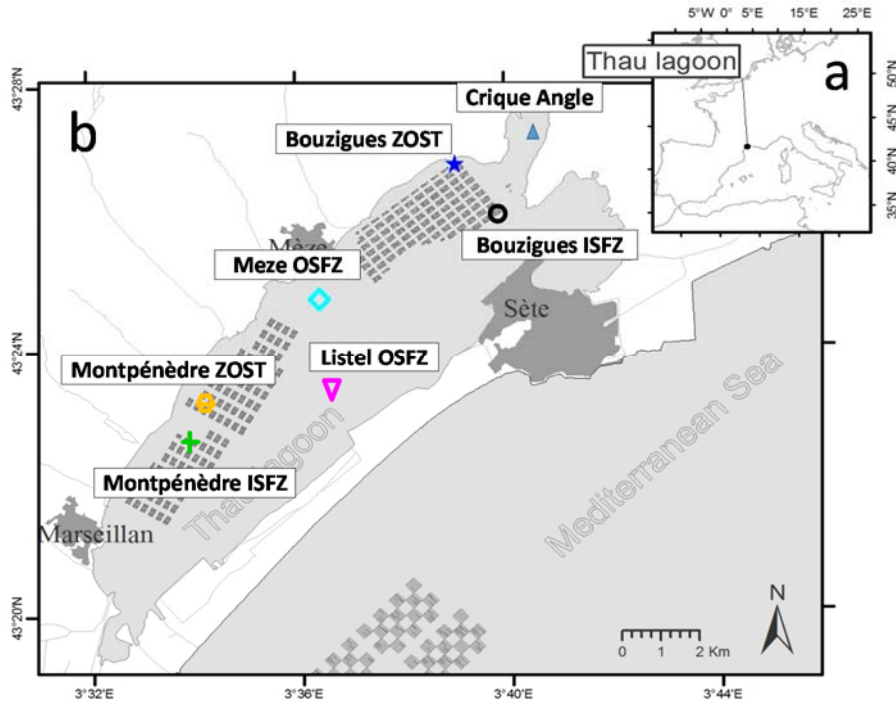 5°W 0° 5°E 15°E 25°E
Thau lagoon
a
50°N
45°N
40°N
35°N
43°28'N
b
Crique Angle
Bouzigues ZOST
Bouzigues ISFZ
Mèze
Meze OSFZ
Sète
43°24'N
Montpénèdre ZOST
Listel OSFZ
Montpénèdre ISFZ
Thau lagoon
Mediterranean Sea
Marseillan
43°20'N
N
0 1 2 Km
3°32'E 3°36'E 3°40'E 3°44'E